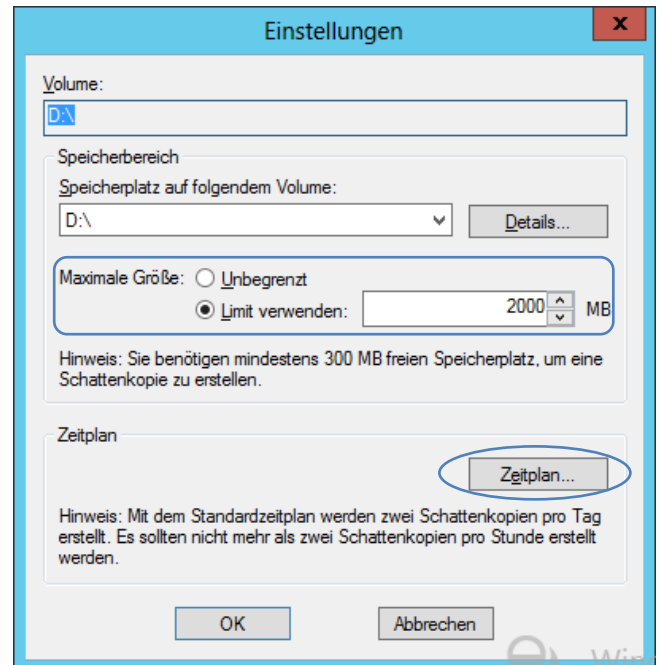 Einstellungen
x
Volume:
D:\
Speicherbereich
Speicherplatz auf folgendem Volume:
D:\
Details...
Maximale Größe: Unbegrenzt
Limit verwenden: 2000 MB
Hinweis: Sie benötigen mindestens 300 MB freien Speicherplatz, um eine
Schattenkopie zu erstellen.
Zeitplan
Zeitplan...
Hinweis: Mit dem Standardzeitplan werden zwei Schattenkopien pro Tag
erstellt. Es sollten nicht mehr als zwei Schattenkopien pro Stunde erstellt
werden.
OK Abbrechen